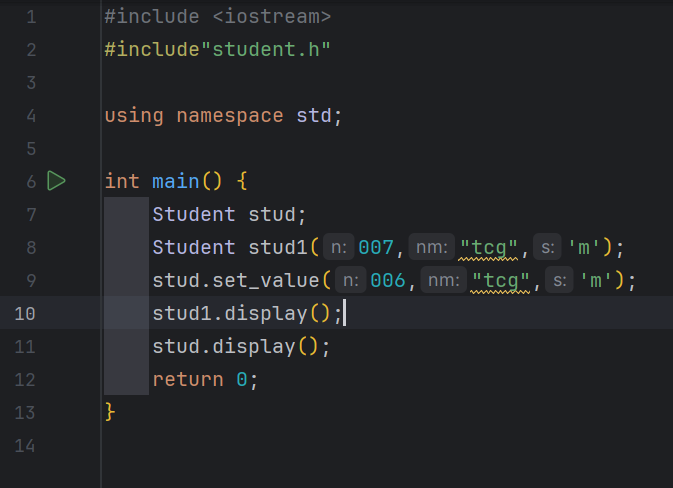 1 #include <iostream>
2 #include"student.h"
3
4 using namespace std;
5
6 int main() {
7 Student stud;
8 Student stud1( n: 007, nm: "tcg", s: 'm');
9 stud.set_value( n: 006, nm: "tcg", s: 'm');
10 stud1.display();
11 stud.display();
12 return 0;
13 }
14